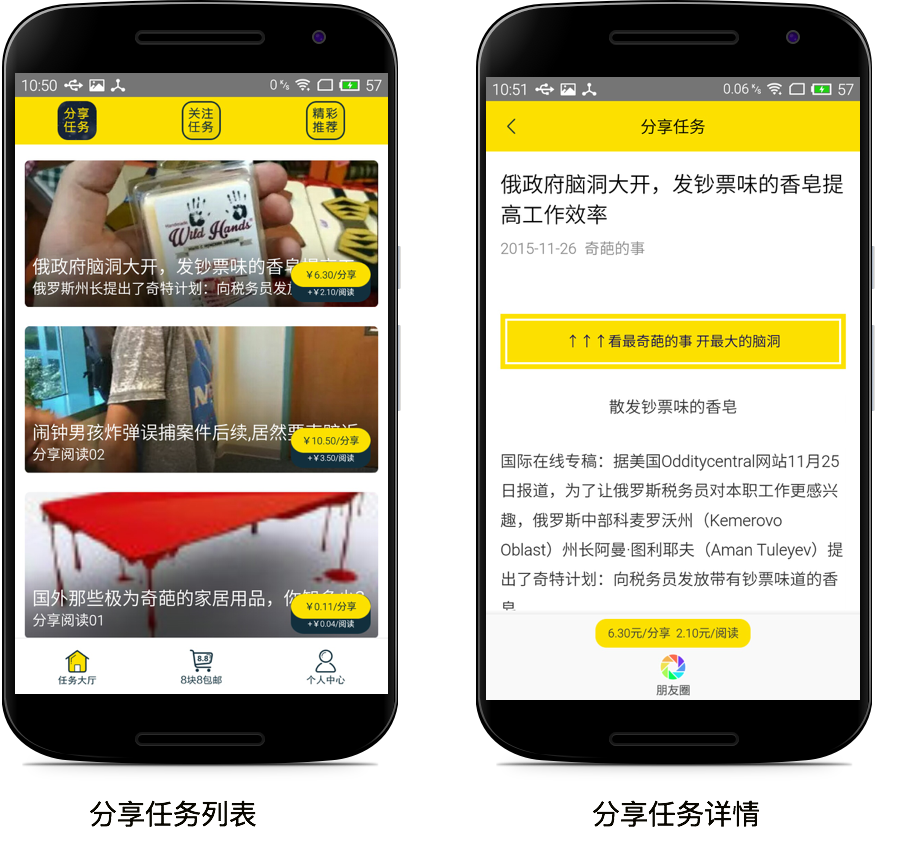 10:50
0 K/s
57
分享
任务
关注
任务
精彩
推荐
Wild Hands
俄政府脑洞大开，发钞票味的香皂
¥6.30/分享
俄罗斯州长提出了奇特计划：向税务员发放
+¥2.10/阅读
闹钟男孩炸弹误捕案件后续,居然要
¥10.50/分享
分享阅读02
+¥3.50/阅读
国外那些极为奇葩的家居用品，你
¥0.11/分享
分享阅读01
+¥0.04/阅读
8.8
任务大厅
8块8包邮
个人中心
分享任务列表
10:51
0.06 K/s
57
分享任务
俄政府脑洞大开，发钞票味的香皂提
高工作效率
2015-11-26 奇葩的事
↑↑↑看最奇葩的事 开最大的脑洞
散发钞票味的香皂
国际在线专稿：据美国Odditycentral网站11月25
日报道，为了让俄罗斯税务员对本职工作更感兴
趣，俄罗斯中部科麦罗沃州（Kemerovo
Oblast）州长阿曼·图利耶夫（Aman Tuleyev）提
出了奇特计划：向税务员发放带有钞票味道的香
皂
6.30元/分享 2.10元/阅读
朋友圈
分享任务详情